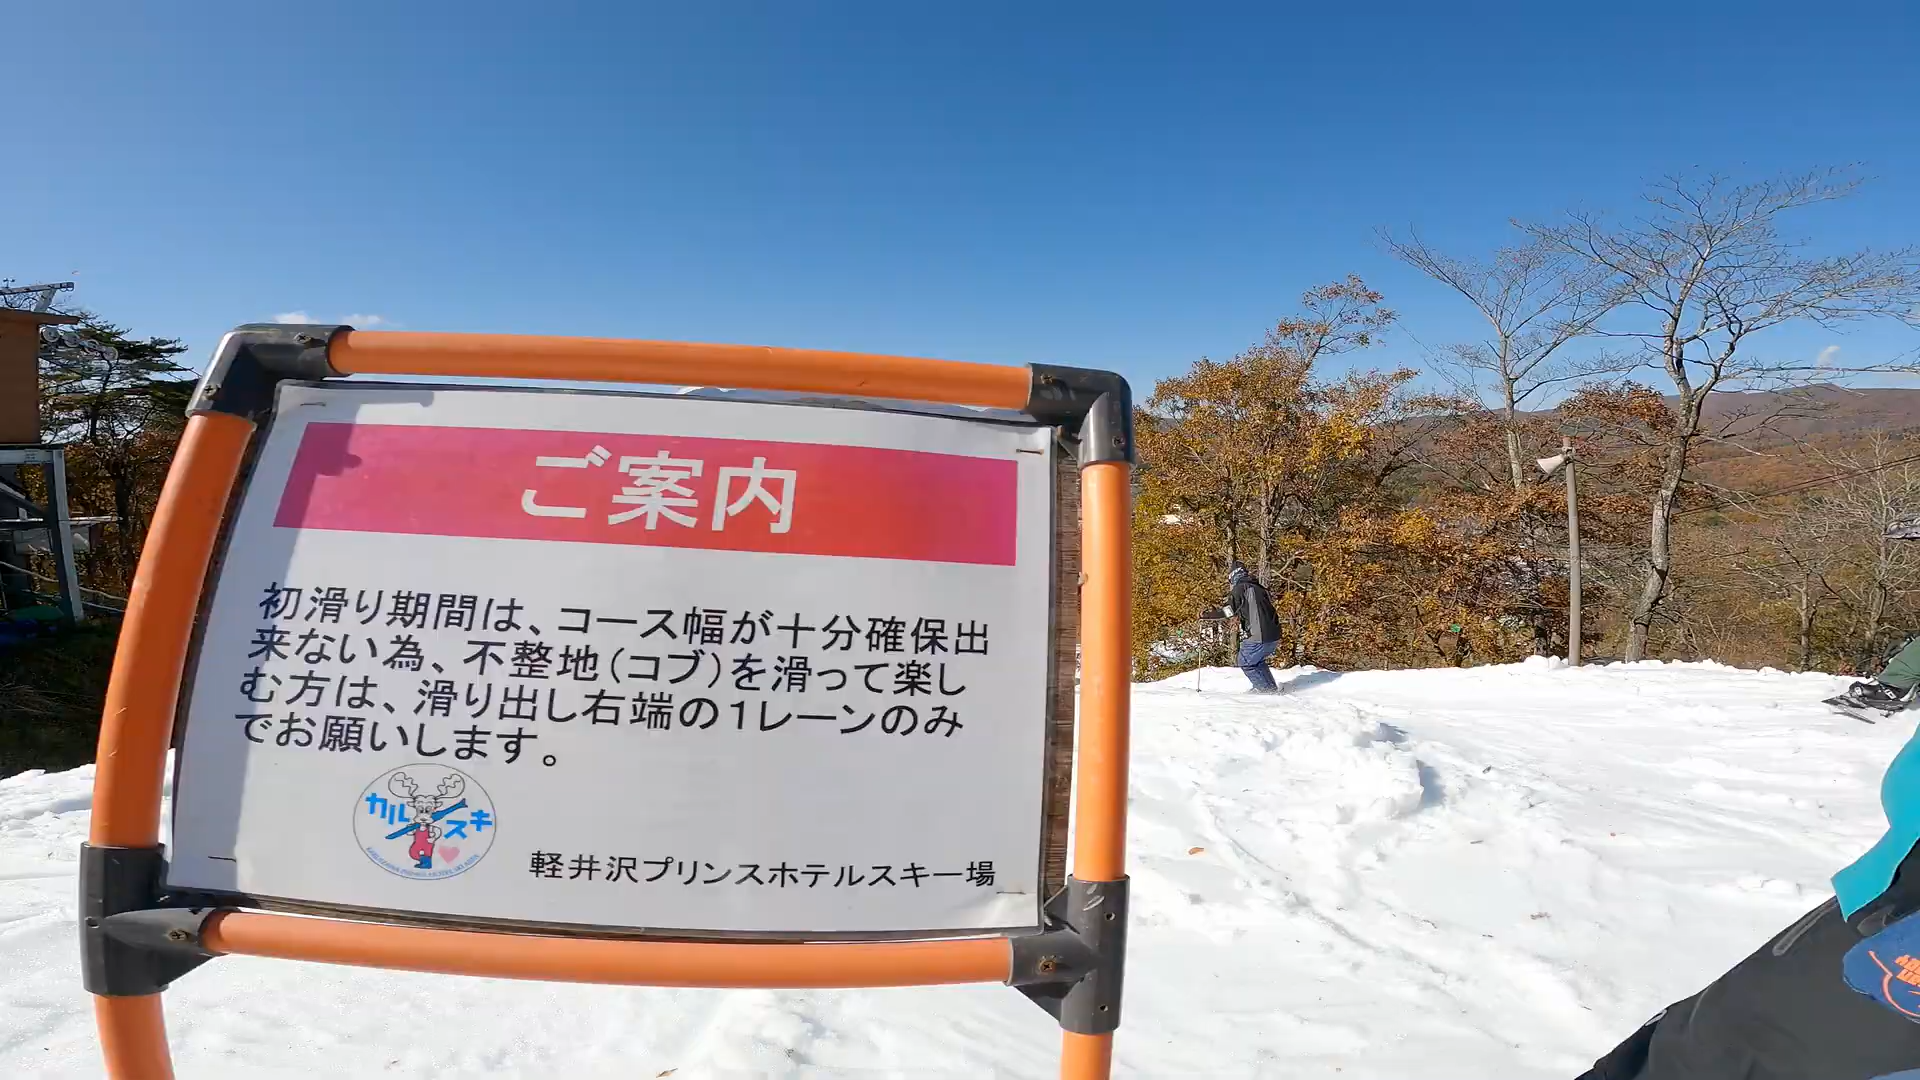 ご案内
初滑り期間は、コース幅が十分確保出
来ない為、不整地(コブ)を滑って楽し
む方は、滑り出し右端の1レーンのみ
でお願いします。
カルスキ
軽井沢プリンスホテルスキー場